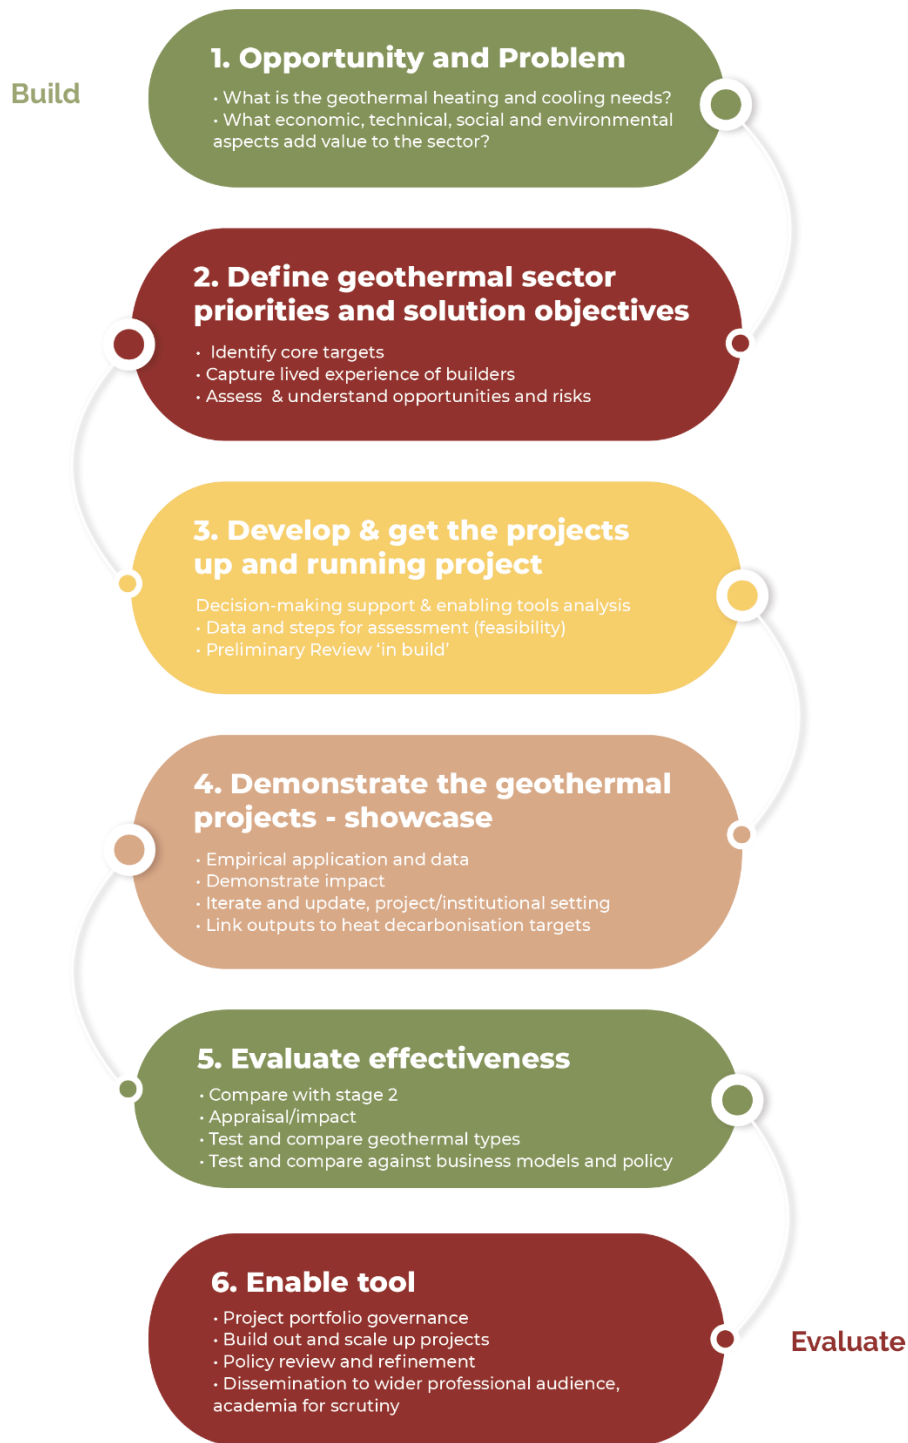 Build
1. Opportunity and Problem
• What is the geothermal heating and cooling needs?
• What economic, technical, social and environmental
aspects add value to the sector?
2. Define geothermal sector
priorities and solution objectives
• Identify core targets
• Capture lived experience of builders
• Assess & understand opportunities and risks
3. Develop & get the projects
up and running project
Decision-making support & enabling tools analysis
• Data and steps for assessment (feasibility)
• Preliminary Review ‘in build’
4. Demonstrate the geothermal
projects - showcase
• Empirical application and data
• Demonstrate impact
• Iterate and update, project/institutional setting
• Link outputs to heat decarbonisation targets
5. Evaluate effectiveness
• Compare with stage 2
• Appraisal/impact
• Test and compare geothermal types
• Test and compare against business models and policy
6. Enable tool
• Project portfolio governance
• Build out and scale up projects
• Policy review and refinement
• Dissemination to wider professional audience,
academia for scrutiny
Evaluate